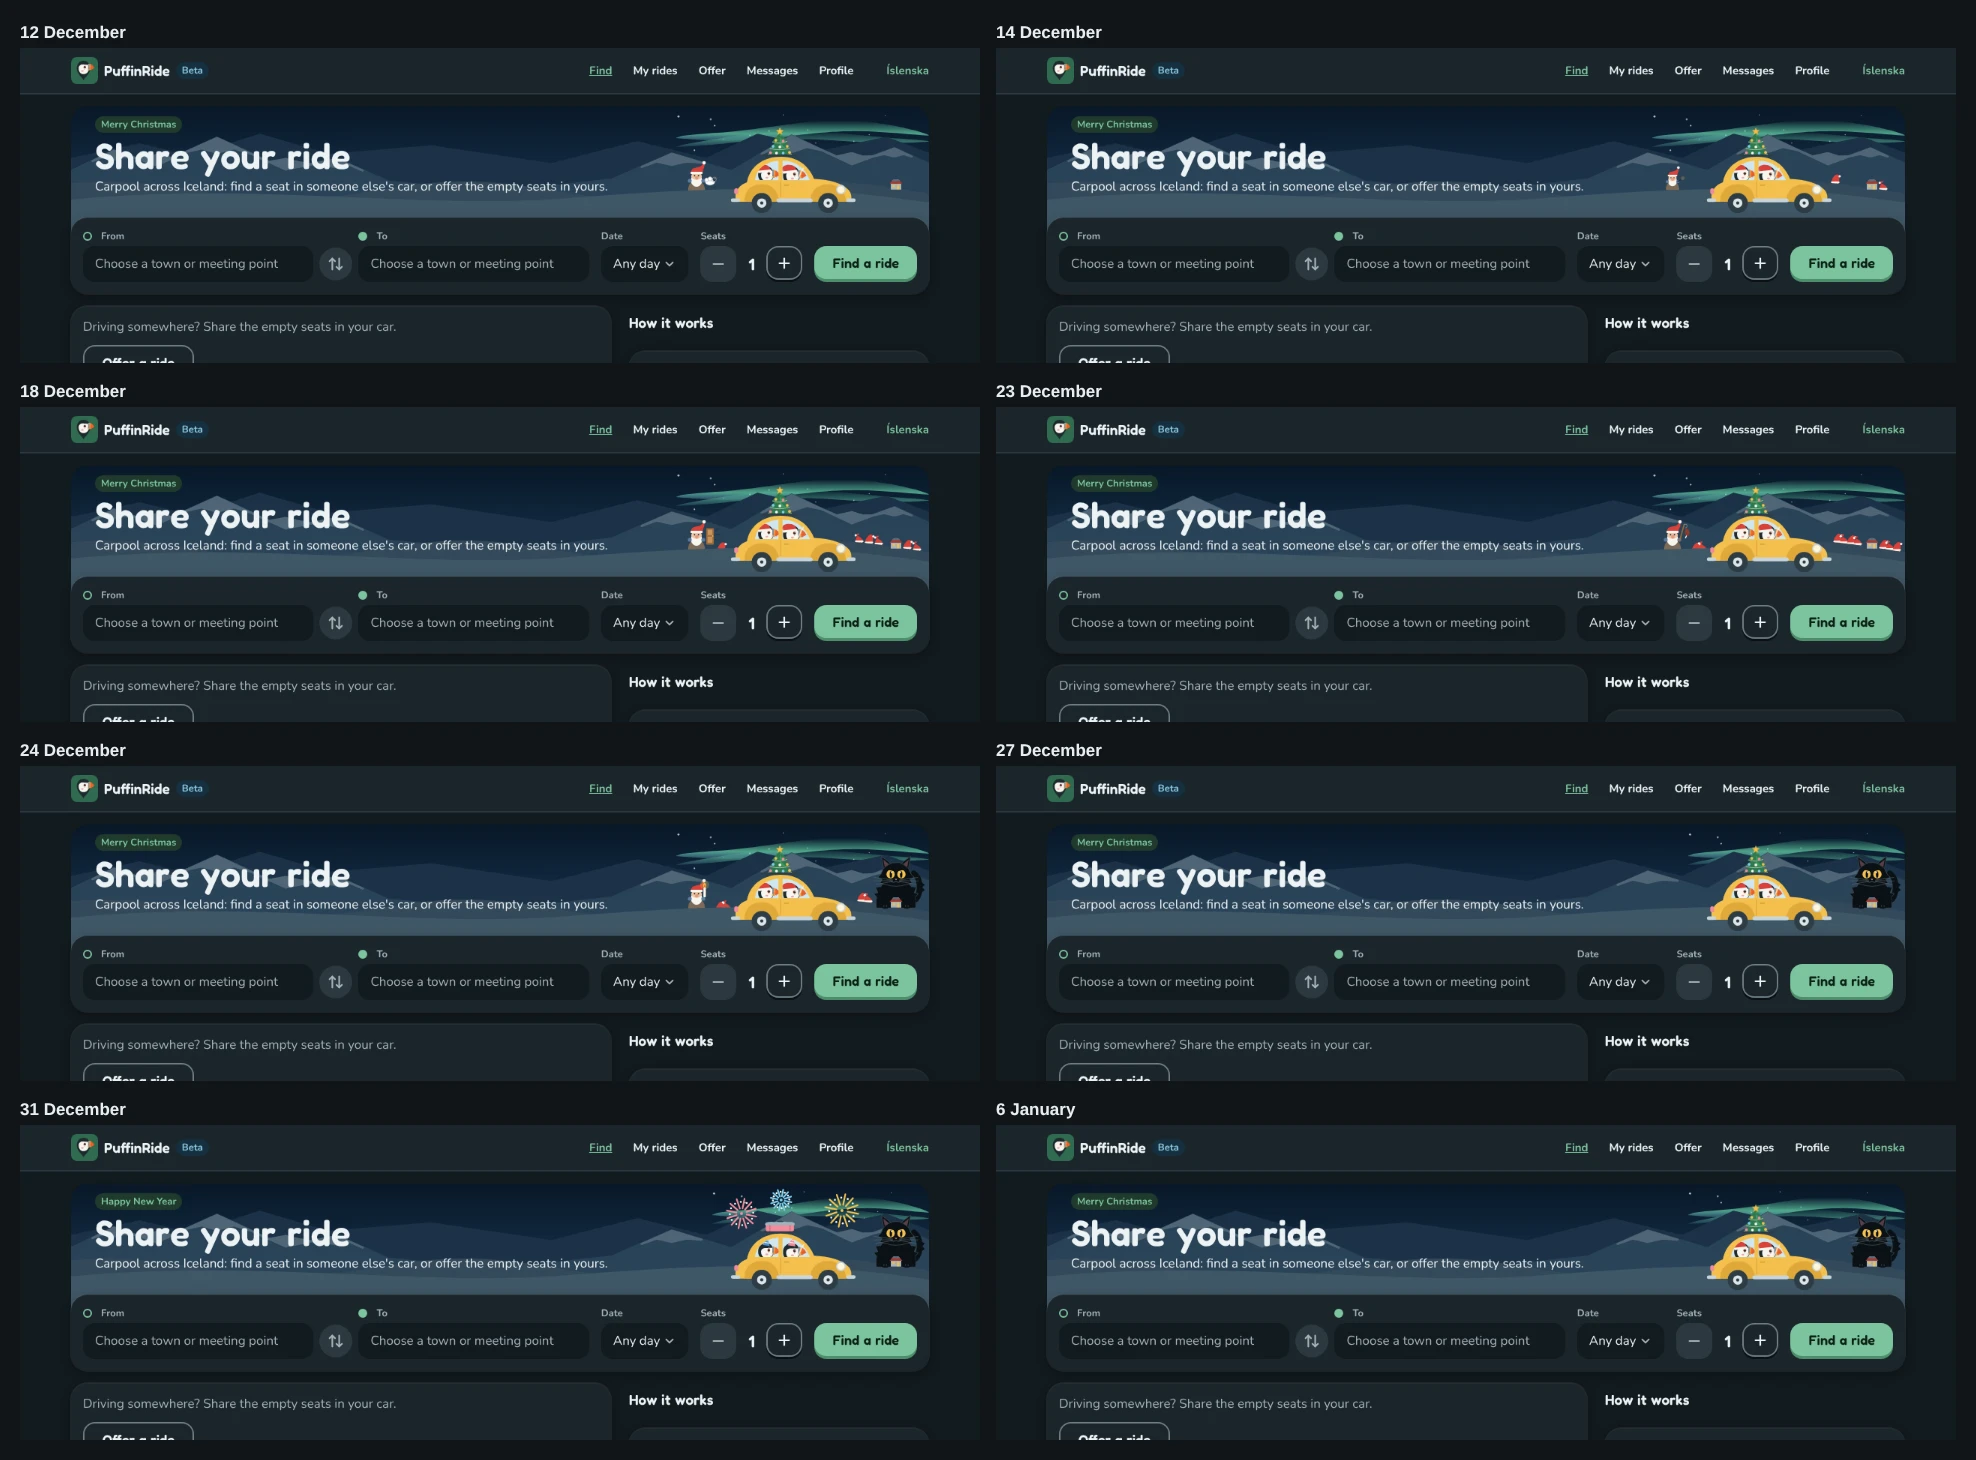 12 December
PuffinRide Beta Find My rides Offer Messages Profile Íslenska
Merry Christmas
Share your ride
Carpool across Iceland: find a seat in someone else's car, or offer the empty seats in yours.
From To Date Seats
Choose a town or meeting point Choose a town or meeting point Any day − 1 + Find a ride
Driving somewhere? Share the empty seats in your car. How it works
Offer a ride
14 December
PuffinRide Beta Find My rides Offer Messages Profile Íslenska
Merry Christmas
Share your ride
Carpool across Iceland: find a seat in someone else's car, or offer the empty seats in yours.
From To Date Seats
Choose a town or meeting point Choose a town or meeting point Any day − 1 + Find a ride
Driving somewhere? Share the empty seats in your car. How it works
Offer a ride
18 December
PuffinRide Beta Find My rides Offer Messages Profile Íslenska
Merry Christmas
Share your ride
Carpool across Iceland: find a seat in someone else's car, or offer the empty seats in yours.
From To Date Seats
Choose a town or meeting point Choose a town or meeting point Any day − 1 + Find a ride
Driving somewhere? Share the empty seats in your car. How it works
Offer a ride
23 December
PuffinRide Beta Find My rides Offer Messages Profile Íslenska
Merry Christmas
Share your ride
Carpool across Iceland: find a seat in someone else's car, or offer the empty seats in yours.
From To Date Seats
Choose a town or meeting point Choose a town or meeting point Any day − 1 + Find a ride
Driving somewhere? Share the empty seats in your car. How it works
Offer a ride
24 December
PuffinRide Beta Find My rides Offer Messages Profile Íslenska
Merry Christmas
Share your ride
Carpool across Iceland: find a seat in someone else's car, or offer the empty seats in yours.
From To Date Seats
Choose a town or meeting point Choose a town or meeting point Any day − 1 + Find a ride
Driving somewhere? Share the empty seats in your car. How it works
Offer a ride
27 December
PuffinRide Beta Find My rides Offer Messages Profile Íslenska
Merry Christmas
Share your ride
Carpool across Iceland: find a seat in someone else's car, or offer the empty seats in yours.
From To Date Seats
Choose a town or meeting point Choose a town or meeting point Any day − 1 + Find a ride
Driving somewhere? Share the empty seats in your car. How it works
Offer a ride
31 December
PuffinRide Beta Find My rides Offer Messages Profile Íslenska
Happy New Year
Share your ride
Carpool across Iceland: find a seat in someone else's car, or offer the empty seats in yours.
From To Date Seats
Choose a town or meeting point Choose a town or meeting point Any day − 1 + Find a ride
Driving somewhere? Share the empty seats in your car. How it works
Offer a ride
6 January
PuffinRide Beta Find My rides Offer Messages Profile Íslenska
Merry Christmas
Share your ride
Carpool across Iceland: find a seat in someone else's car, or offer the empty seats in yours.
From To Date Seats
Choose a town or meeting point Choose a town or meeting point Any day − 1 + Find a ride
Driving somewhere? Share the empty seats in your car. How it works
Offer a ride